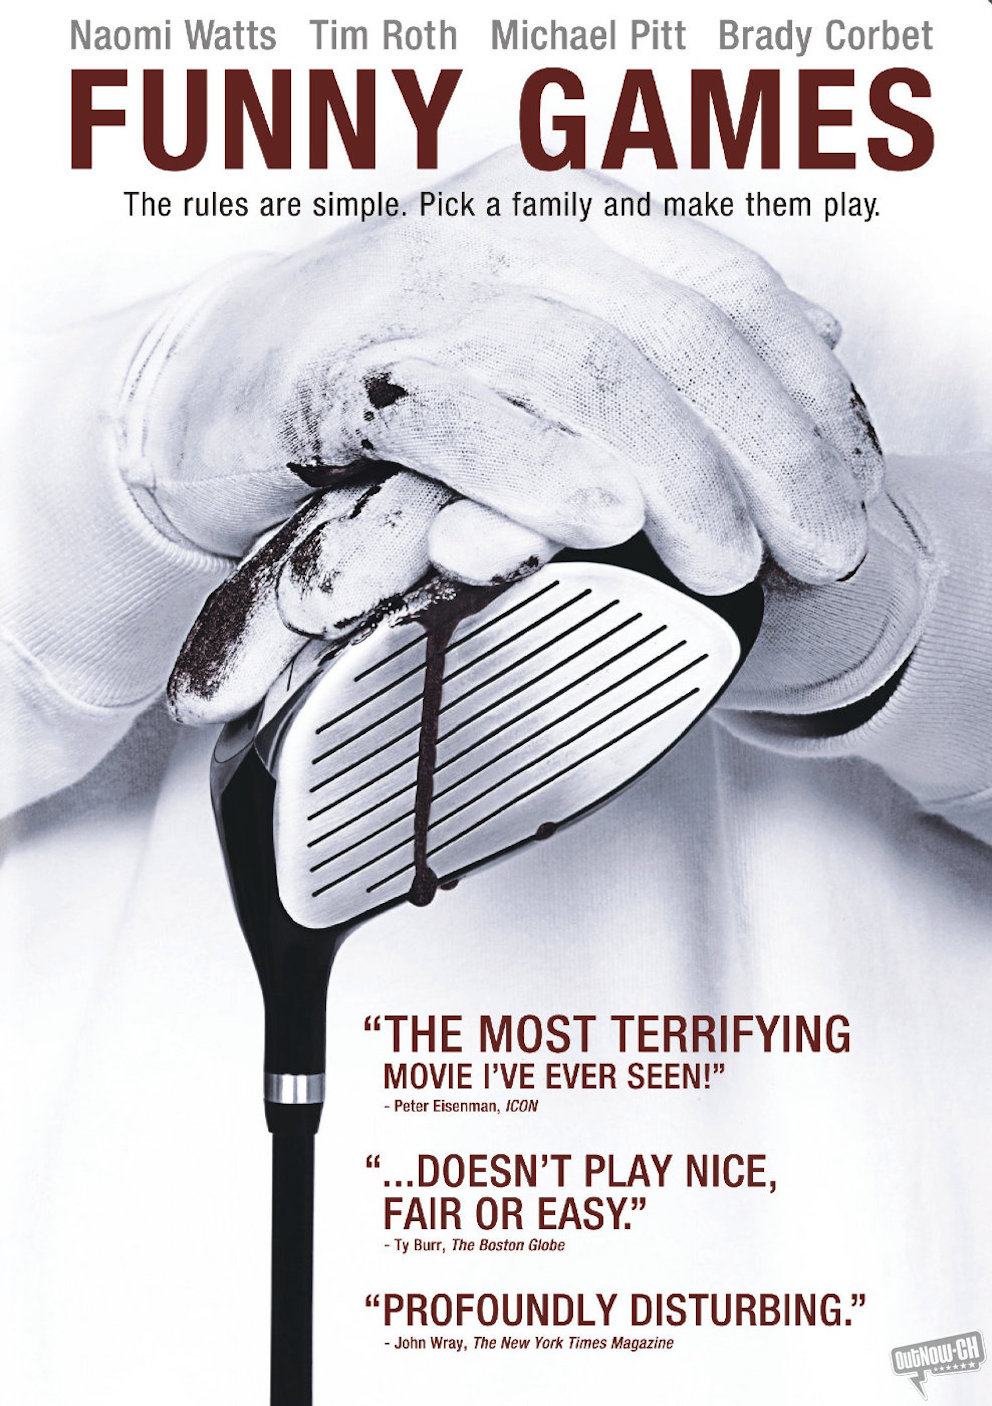 Naomi Watts Tim Roth Michael Pitt Brady Corbet
FUNNY GAMES
The rules are simple. Pick a family and make them play.
“THE MOST TERRIFYING
MOVIE I’VE EVER SEEN!”
- Peter Eisenman, ICON
“...DOESN’T PLAY NICE,
FAIR OR EASY.”
- Ty Burr, The Boston Globe
“PROFOUNDLY DISTURBING.”
- John Wray, The New York Times Magazine
OutNow-CH